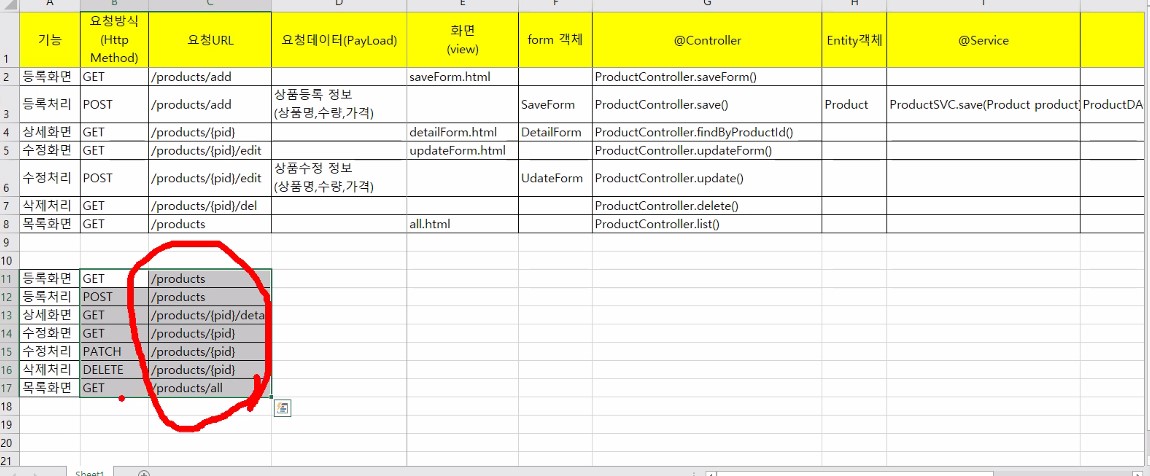 A B C D E F G H I
1 기능 요청방식 (Http Method) 요청URL 요청데이터(PayLoad) 화면 (view) form 객체 @Controller Entity객체 @Service
2 등록화면 GET /products/add saveForm.html ProductController.saveForm()
3 등록처리 POST /products/add 상품등록 정보 (상품명,수량,가격) SaveForm ProductController.save() Product ProductSVC.save(Product product) ProductDA
4 상세화면 GET /products/{pid} detailForm.html DetailForm ProductController.findByProductId()
5 수정화면 GET /products/{pid}/edit updateForm.html ProductController.updateForm()
6 수정처리 POST /products/{pid}/edit 상품수정 정보 (상품명,수량,가격) UdateForm ProductController.update()
7 삭제처리 GET /products/{pid}/del ProductController.delete()
8 목록화면 GET /products all.html ProductController.list()
9
10
11 등록화면 GET /products
12 등록처리 POST /products
13 상세화면 GET /products/{pid}/deta
14 수정화면 GET /products/{pid}
15 수정처리 PATCH /products/{pid}
16 삭제처리 DELETE /products/{pid}
17 목록화면 GET /products/all
18
19
20
21
Sheet1